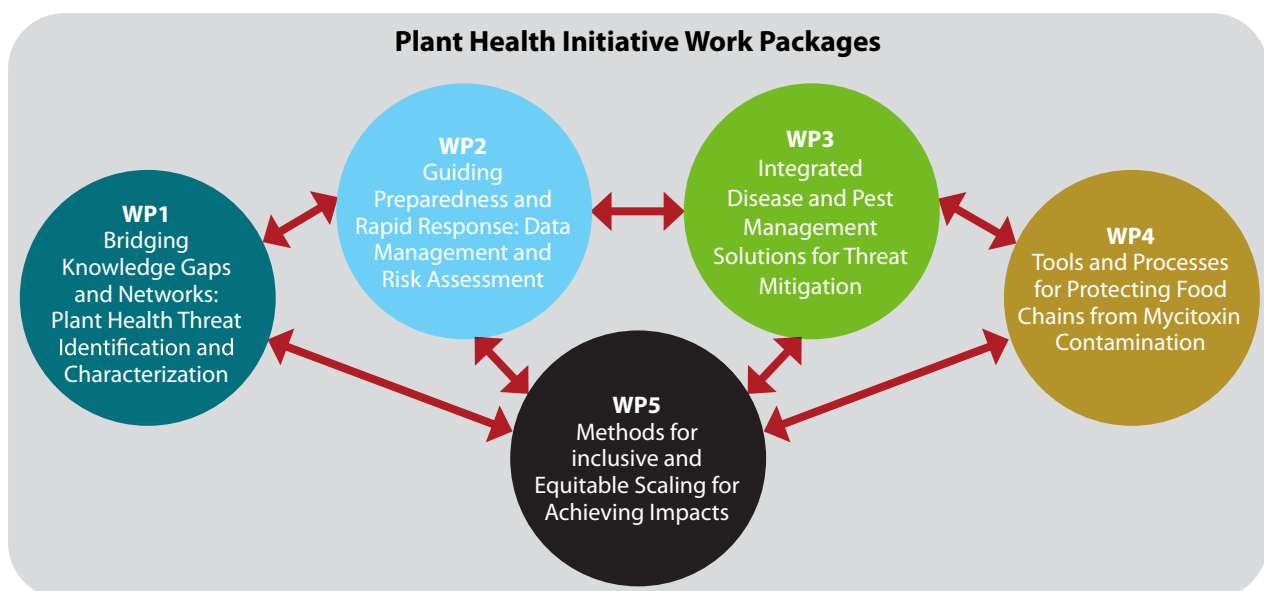 Plant Health Initiative Work Packages
WP1
Bridging
Knowledge Gaps
and Networks:
Plant Health Threat
Identification and
Characterization
WP2
Guiding
Preparedness and
Rapid Response: Data
Management and
Risk Assessment
WP3
Integrated
Disease and Pest
Management
Solutions for Threat
Mitigation
WP4
Tools and Processes
for Protecting Food
Chains from Mycitoxin
Contamination
WP5
Methods for
inclusive and
Equitable Scaling for
Achieving Impacts